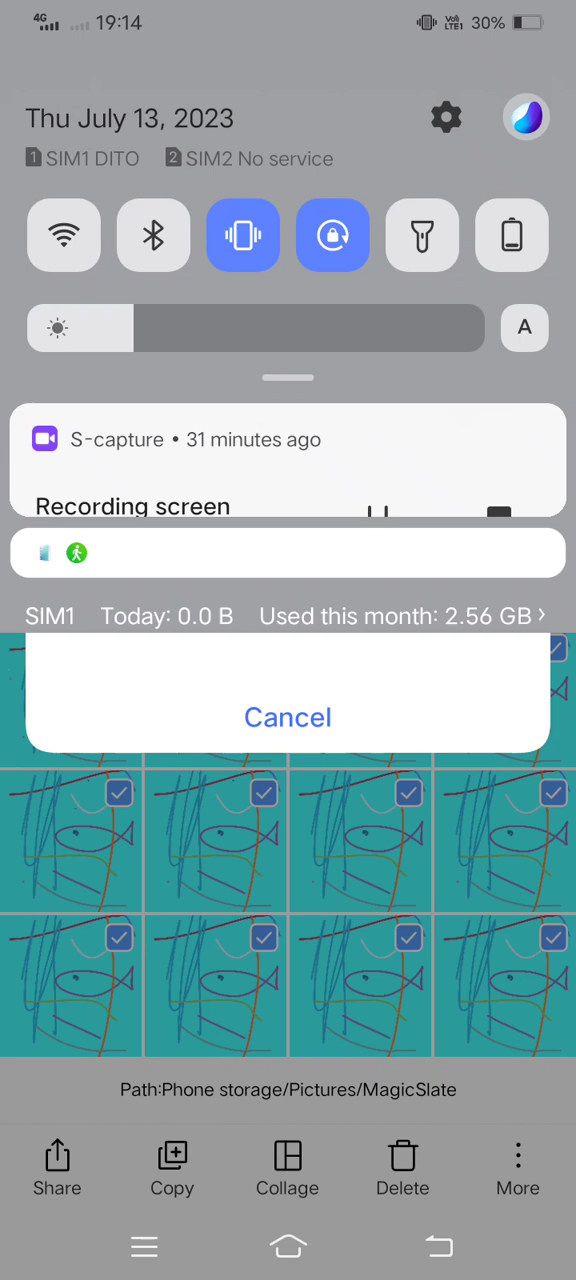 4G 19:14 Vo)) LTE1 30%
Thu July 13, 2023
1 SIM1 DITO 2 SIM2 No service
A
S-capture • 31 minutes ago
Recording screen
SIM1 Today: 0.0 B Used this month: 2.56 GB ›
Cancel
Path:Phone storage/Pictures/MagicSlate
Share Copy Collage Delete More